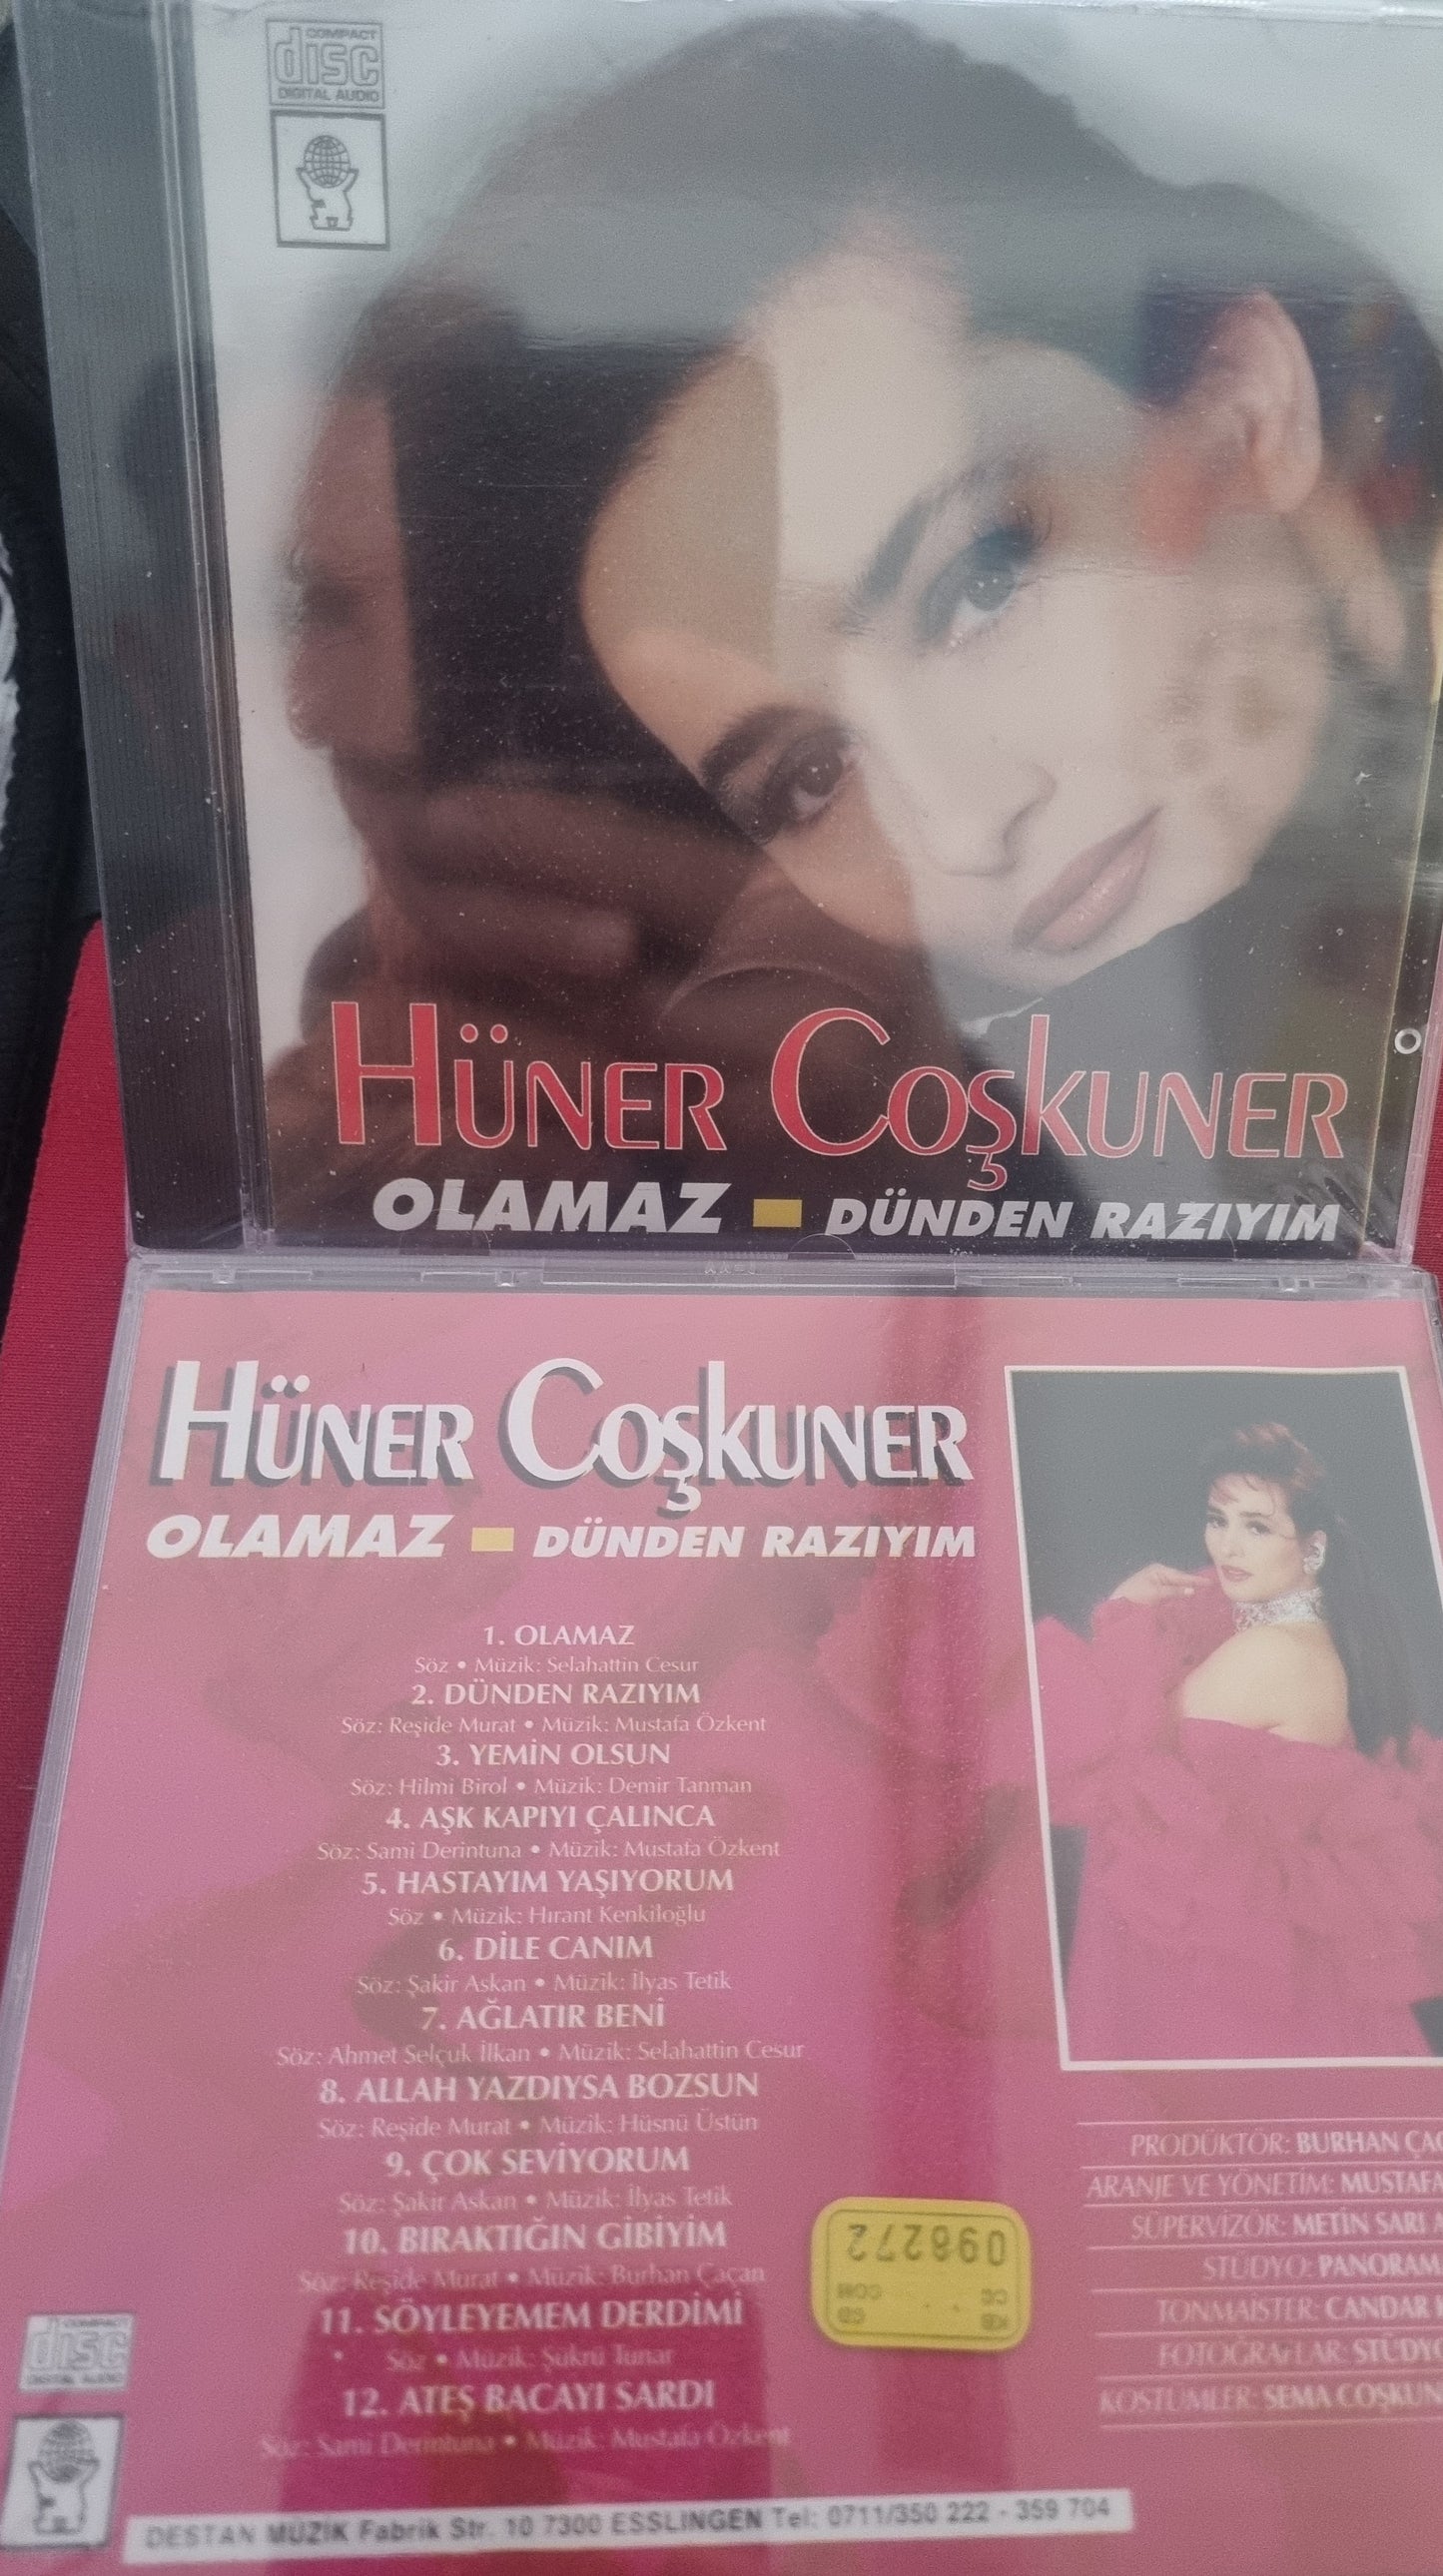 COMPACT
disc
DIGITAL AUDIO
HÜNER COŞKUNER
OLAMAZ DÜNDEN RAZIYIM
HÜNER COŞKUNER
OLAMAZ DÜNDEN RAZIYIM
1. OLAMAZ
Söz • Müzik: Selahattin Cesur
2. DÜNDEN RAZIYIM
Söz: Reşide Murat • Müzik: Mustafa Özkent
3. YEMİN OLSUN
Söz: Hilmi Birol • Müzik: Demir Tanman
4. AŞK KAPIYI ÇALINCA
Söz: Sami Derintuna • Müzik: Mustafa Özkent
5. HASTAYIM YAŞIYORUM
Söz • Müzik: Hırant Kenkiloğlu
6. DİLE CANIM
Söz: Şakir Askan • Müzik: İlyas Tetik
7. AĞLATIR BENİ
Söz: Ahmet Selçuk İlkan • Müzik: Selahattin Cesur
8. ALLAH YAZDIYSA BOZSUN
Söz: Reşide Murat • Müzik: Hüsnü Üstün
9. ÇOK SEVİYORUM
Söz: Şakir Askan • Müzik: İlyas Tetik
10. BIRAKTIĞIN GİBİYİM
Söz: Reşide Murat • Müzik: Burhan Çaçan
11. SÖYLEYEMEM DERDİMİ
Söz • Müzik: Şükrü Tunar
12. ATEŞ BACAYI SARDI
Söz: Sami Derintuna • Müzik: Mustafa Özkent
PRODÜKTÖR: BURHAN ÇAÇ
ARANJE VE YÖNETİM: MUSTAFA
SÜPERVİZÖR: METİN SARI
STÜDYO: PANORAM
TONMAİSTER: CANDAR
FOTOĞRAFLAR: STÜDYO
KOSTÜMLER: SEMA COŞKUN
098272
COMPACT
disc
DIGITAL AUDIO
DESTAN MÜZİK Fabrik Str. 10 7300 ESSLINGEN Tel: 0711/350 222 - 359 704